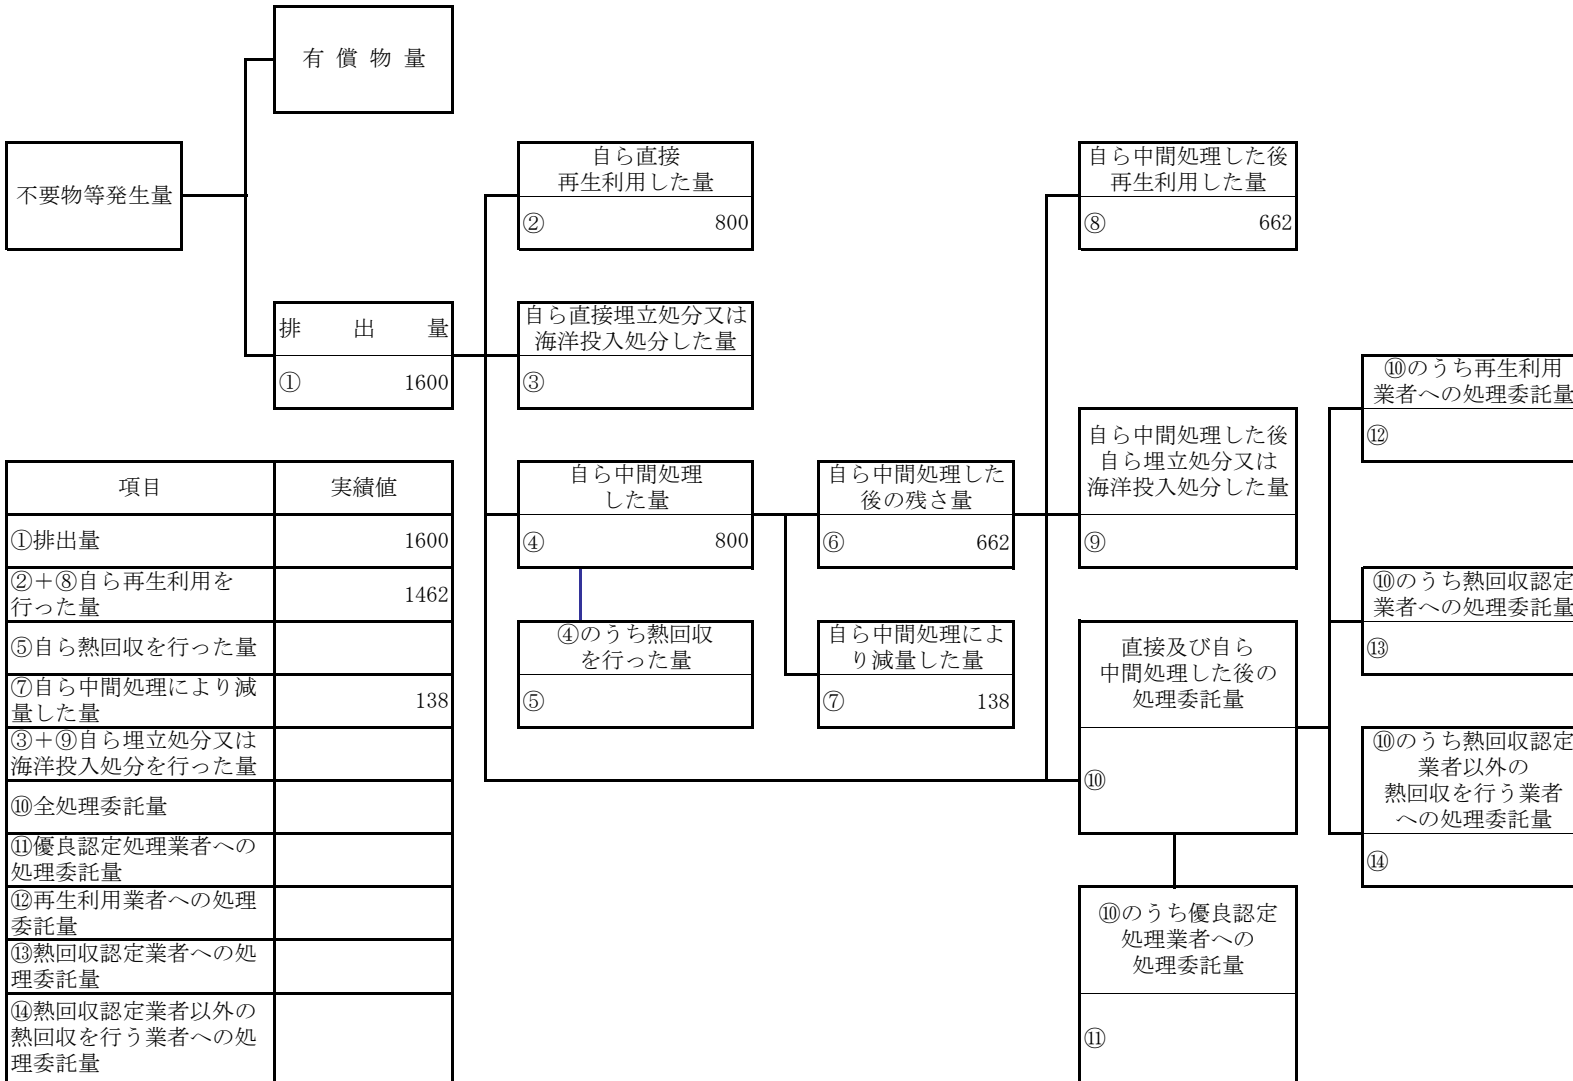 有 償 物 量
不要物等発生量
自ら直接
再生利用した量
② 800
自ら中間処理した後
再生利用した量
⑧ 662
排 出 量
① 1600
自ら直接埋立処分又は
海洋投入処分した量
③
⑩のうち再生利用
業者への処理委託量
⑫
自ら中間処理した後
自ら埋立処分又は
海洋投入処分した量
⑨
自ら中間処理
した量
④ 800
自ら中間処理した
後の残さ量
⑥ 662
⑩のうち熱回収認定
業者への処理委託量
⑬
④のうち熱回収
を行った量
⑤
自ら中間処理によ
り減量した量
⑦ 138
直接及び自ら
中間処理した後の
処理委託量
⑩
⑩のうち熱回収認定
業者以外の
熱回収を行う業者
への処理委託量
⑭
⑩のうち優良認定
処理業者への
処理委託量
⑪
項目 実績値
①排出量 1600
②+⑧自ら再生利用を
行った量 1462
⑤自ら熱回収を行った量
⑦自ら中間処理により減
量した量 138
③+⑨自ら埋立処分又は
海洋投入処分を行った量
⑩全処理委託量
⑪優良認定処理業者への
処理委託量
⑫再生利用業者への処理
委託量
⑬熱回収認定業者への処
理委託量
⑭熱回収認定業者以外の
熱回収を行う業者への処
理委託量